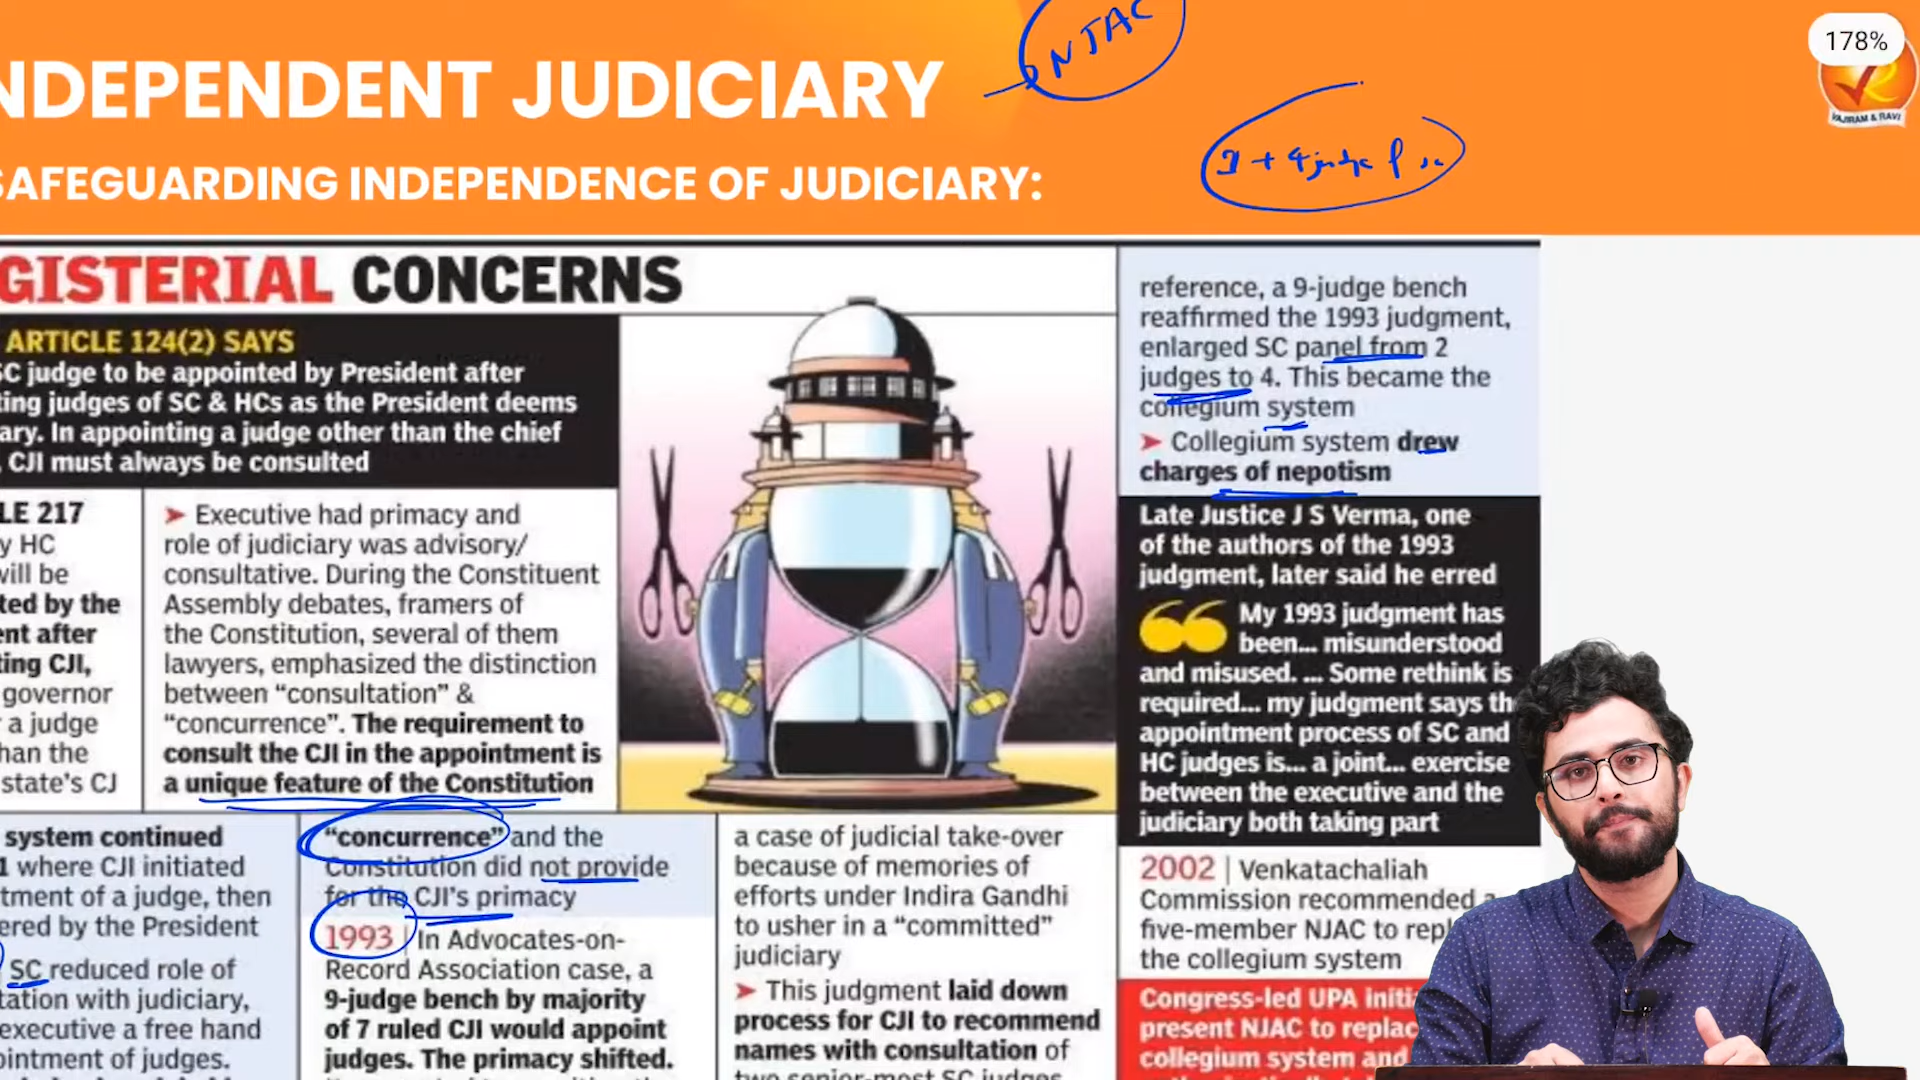 NJAC
178%
NDEPENDENT JUDICIARY
VAJIRAM & RAVI
SAFEGUARDING INDEPENDENCE OF JUDICIARY:
GISTERIAL CONCERNS
ARTICLE 124(2) SAYS
SC judge to be appointed by President after
ting judges of SC & HCs as the President deems
ary. In appointing a judge other than the chief
, CJI must always be consulted
LE 217
y HC
will be
ted by the
ent after
ting CJI,
governor
a judge
han the
state's CJ
➤ Executive had primacy and
role of judiciary was advisory/
consultative. During the Constituent
Assembly debates, framers of
the Constitution, several of them
lawyers, emphasized the distinction
between "consultation" &
"concurrence". The requirement to
consult the CJI in the appointment is
a unique feature of the Constitution
system continued
1 where CJI initiated
tment of a judge, then
ered by the President
SC reduced role of
tation with judiciary,
executive a free hand
ointment of judges.
"concurrence" and the
Constitution did not provide
for the CJI's primacy
1993 | In Advocates-on-
Record Association case, a
9-judge bench by majority
of 7 ruled CJI would appoint
judges. The primacy shifted.
a case of judicial take-over
because of memories of
efforts under Indira Gandhi
to usher in a "committed"
judiciary
➤ This judgment laid down
process for CJI to recommend
names with consultation of
two senior-most SC judges
reference, a 9-judge bench
reaffirmed the 1993 judgment,
enlarged SC panel from 2
judges to 4. This became the
collegium system
➤ Collegium system drew
charges of nepotism
Late Justice J S Verma, one
of the authors of the 1993
judgment, later said he erred
My 1993 judgment has
been... misunderstood
and misused. ... Some rethink is
required... my judgment says th
appointment process of SC and
HC judges is... a joint... exercise
between the executive and the
judiciary both taking part
2002 | Venkatachaliah
Commission recommended a
five-member NJAC to repl
the collegium system
Congress-led UPA initia
present NJAC to replac
collegium system and